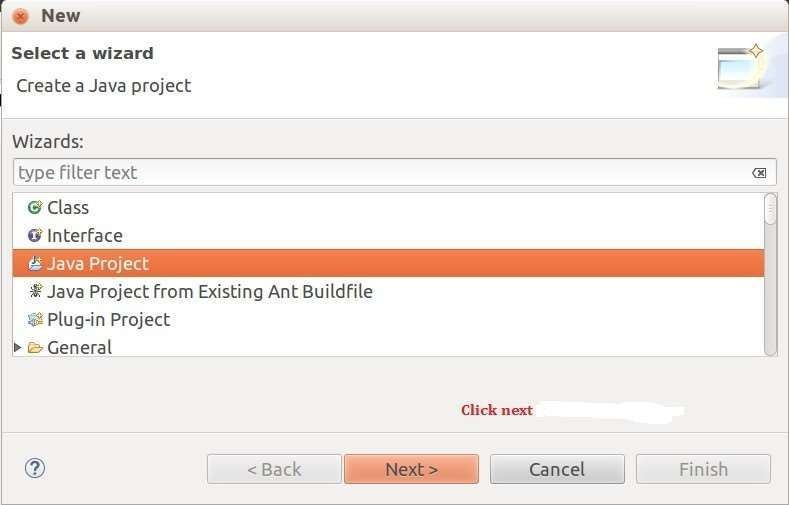 New
Select a wizard
Create a Java project
Wizards:
type filter text
Class
Interface
Java Project
Java Project from Existing Ant Buildfile
Plug-in Project
General
Click next
< Back Next > Cancel Finish